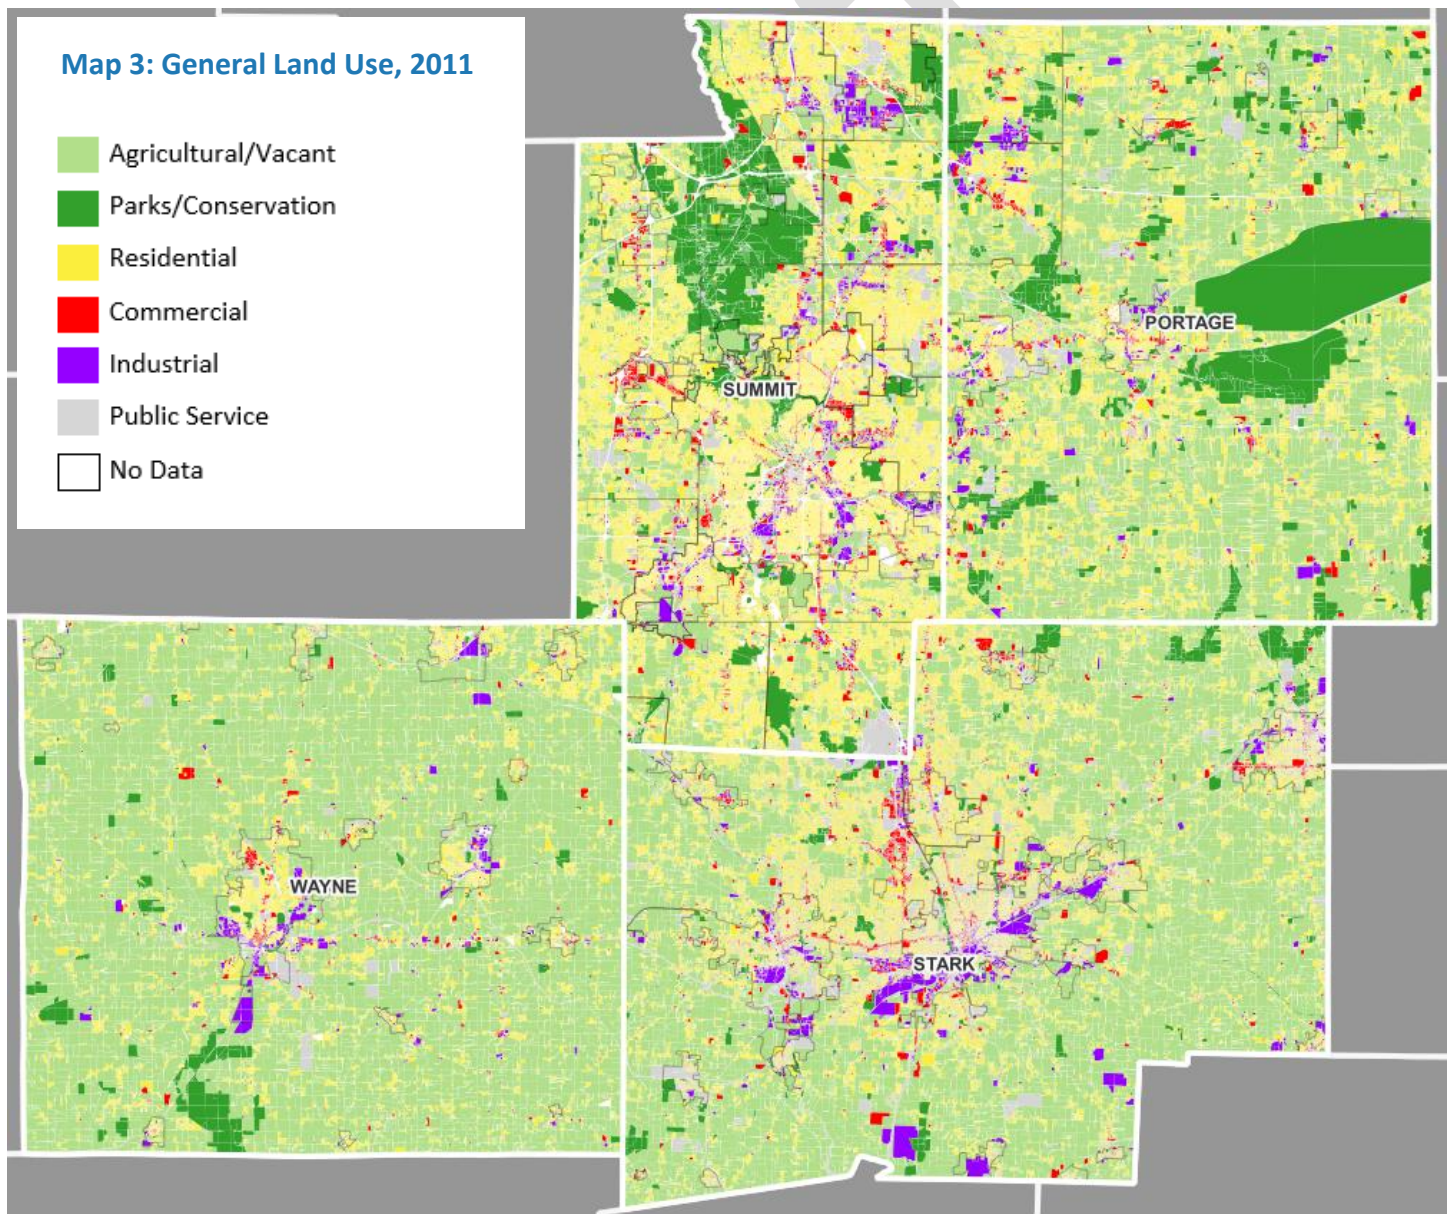 Map 3: General Land Use, 2011
Agricultural/Vacant
Parks/Conservation
Residential
Commercial
Industrial
Public Service
No Data
PORTAGE
SUMMIT
WAYNE
STARK